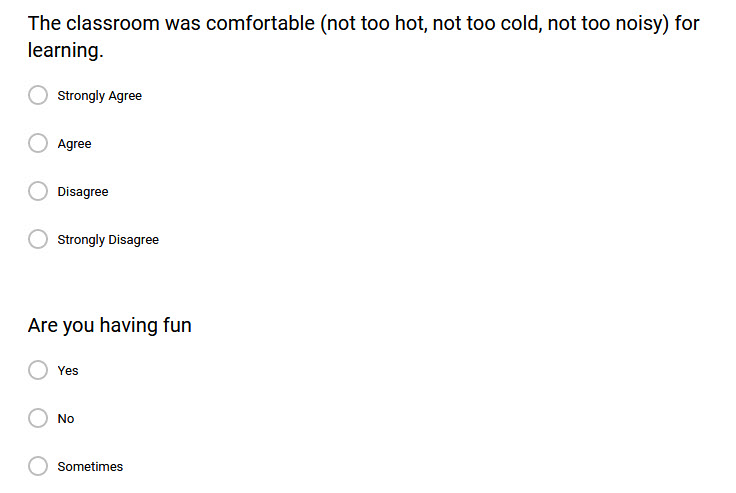 The classroom was comfortable (not too hot, not too cold, not too noisy) for
learning.
Strongly Agree
Agree
Disagree
Strongly Disagree
Are you having fun
Yes
No
Sometimes